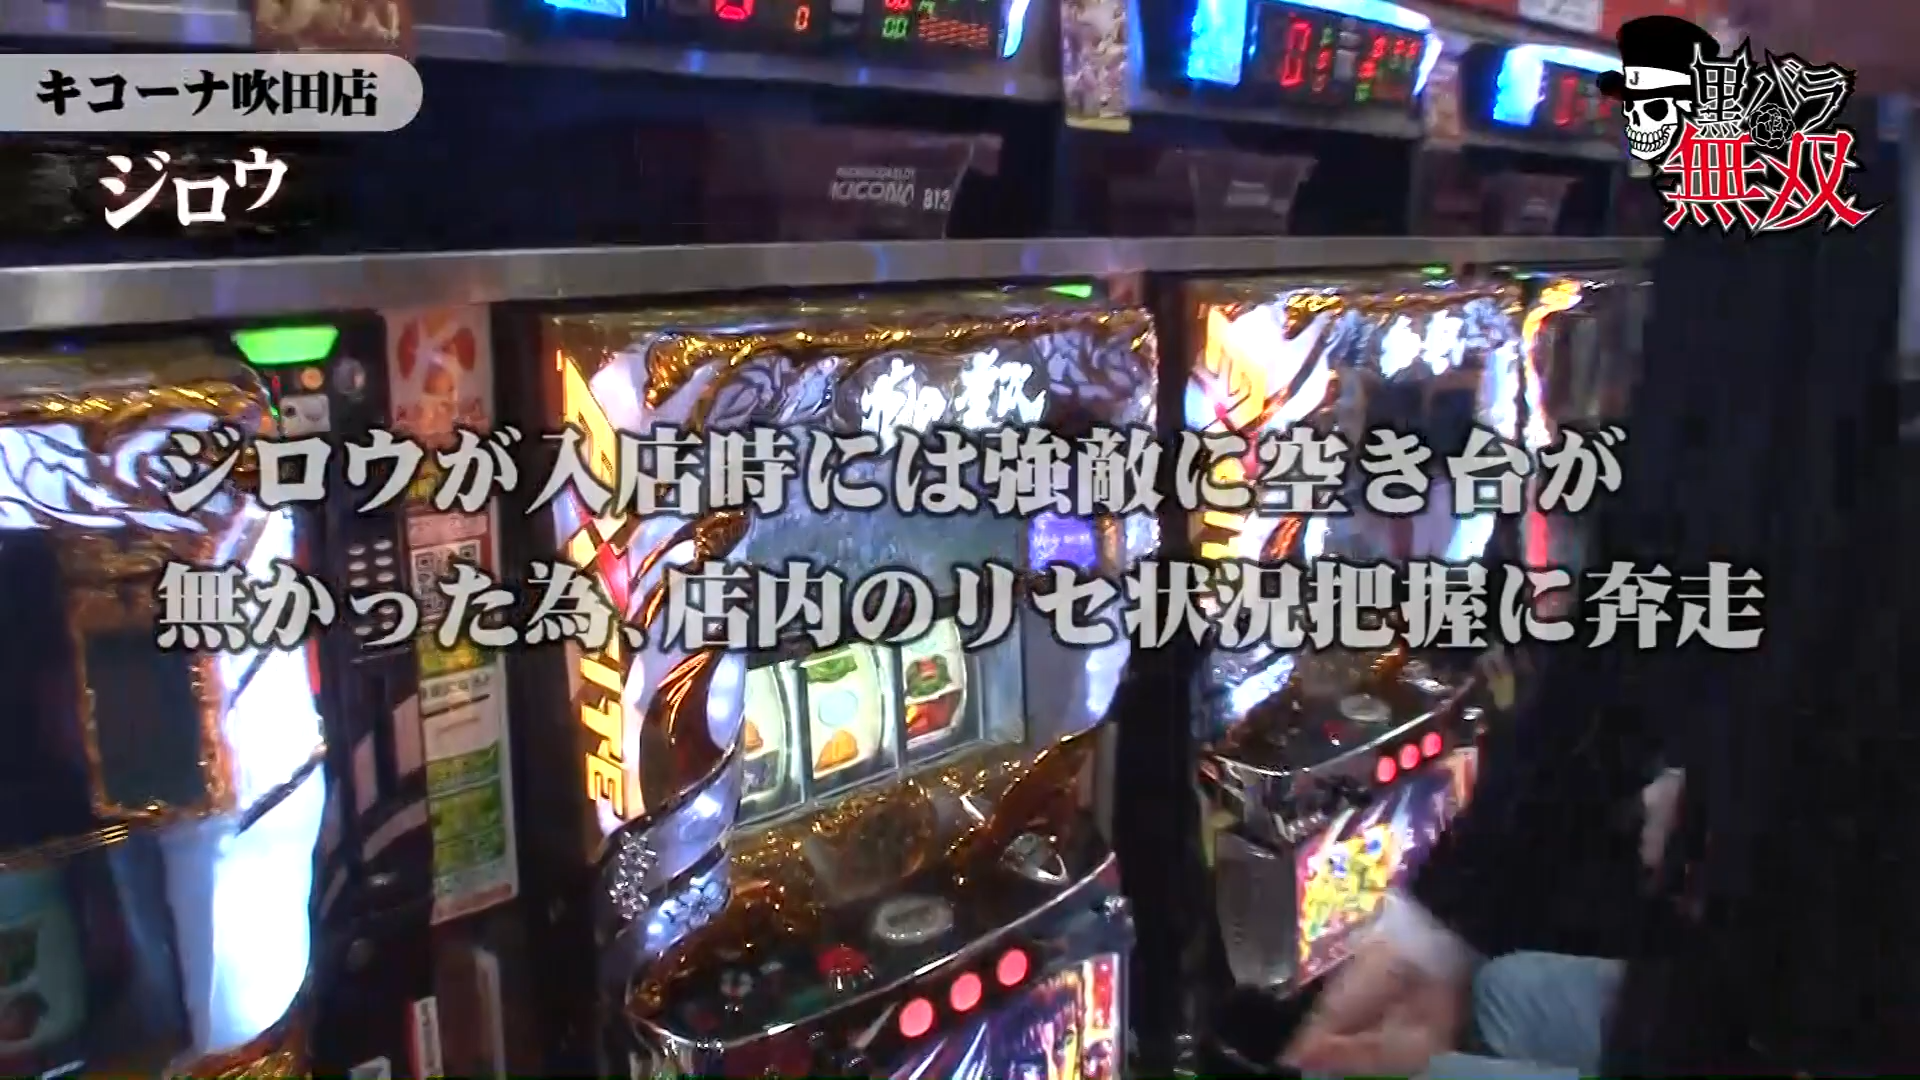 キコーナ吹田店
ジロウ
黒バラ
無双
J
KICONA 812
ジロウが入店時には強敵に空き台が
無かった為、店内のリセ状況把握に奔走